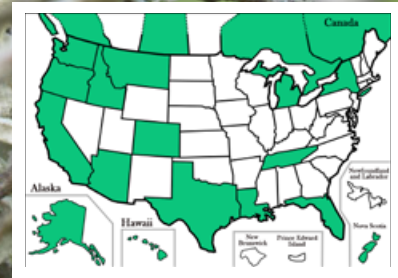 Canada
Alaska
Hawaii
New
Brunswick
Prince Edward
Island
Newfoundland
and Labrador
Nova Scotia